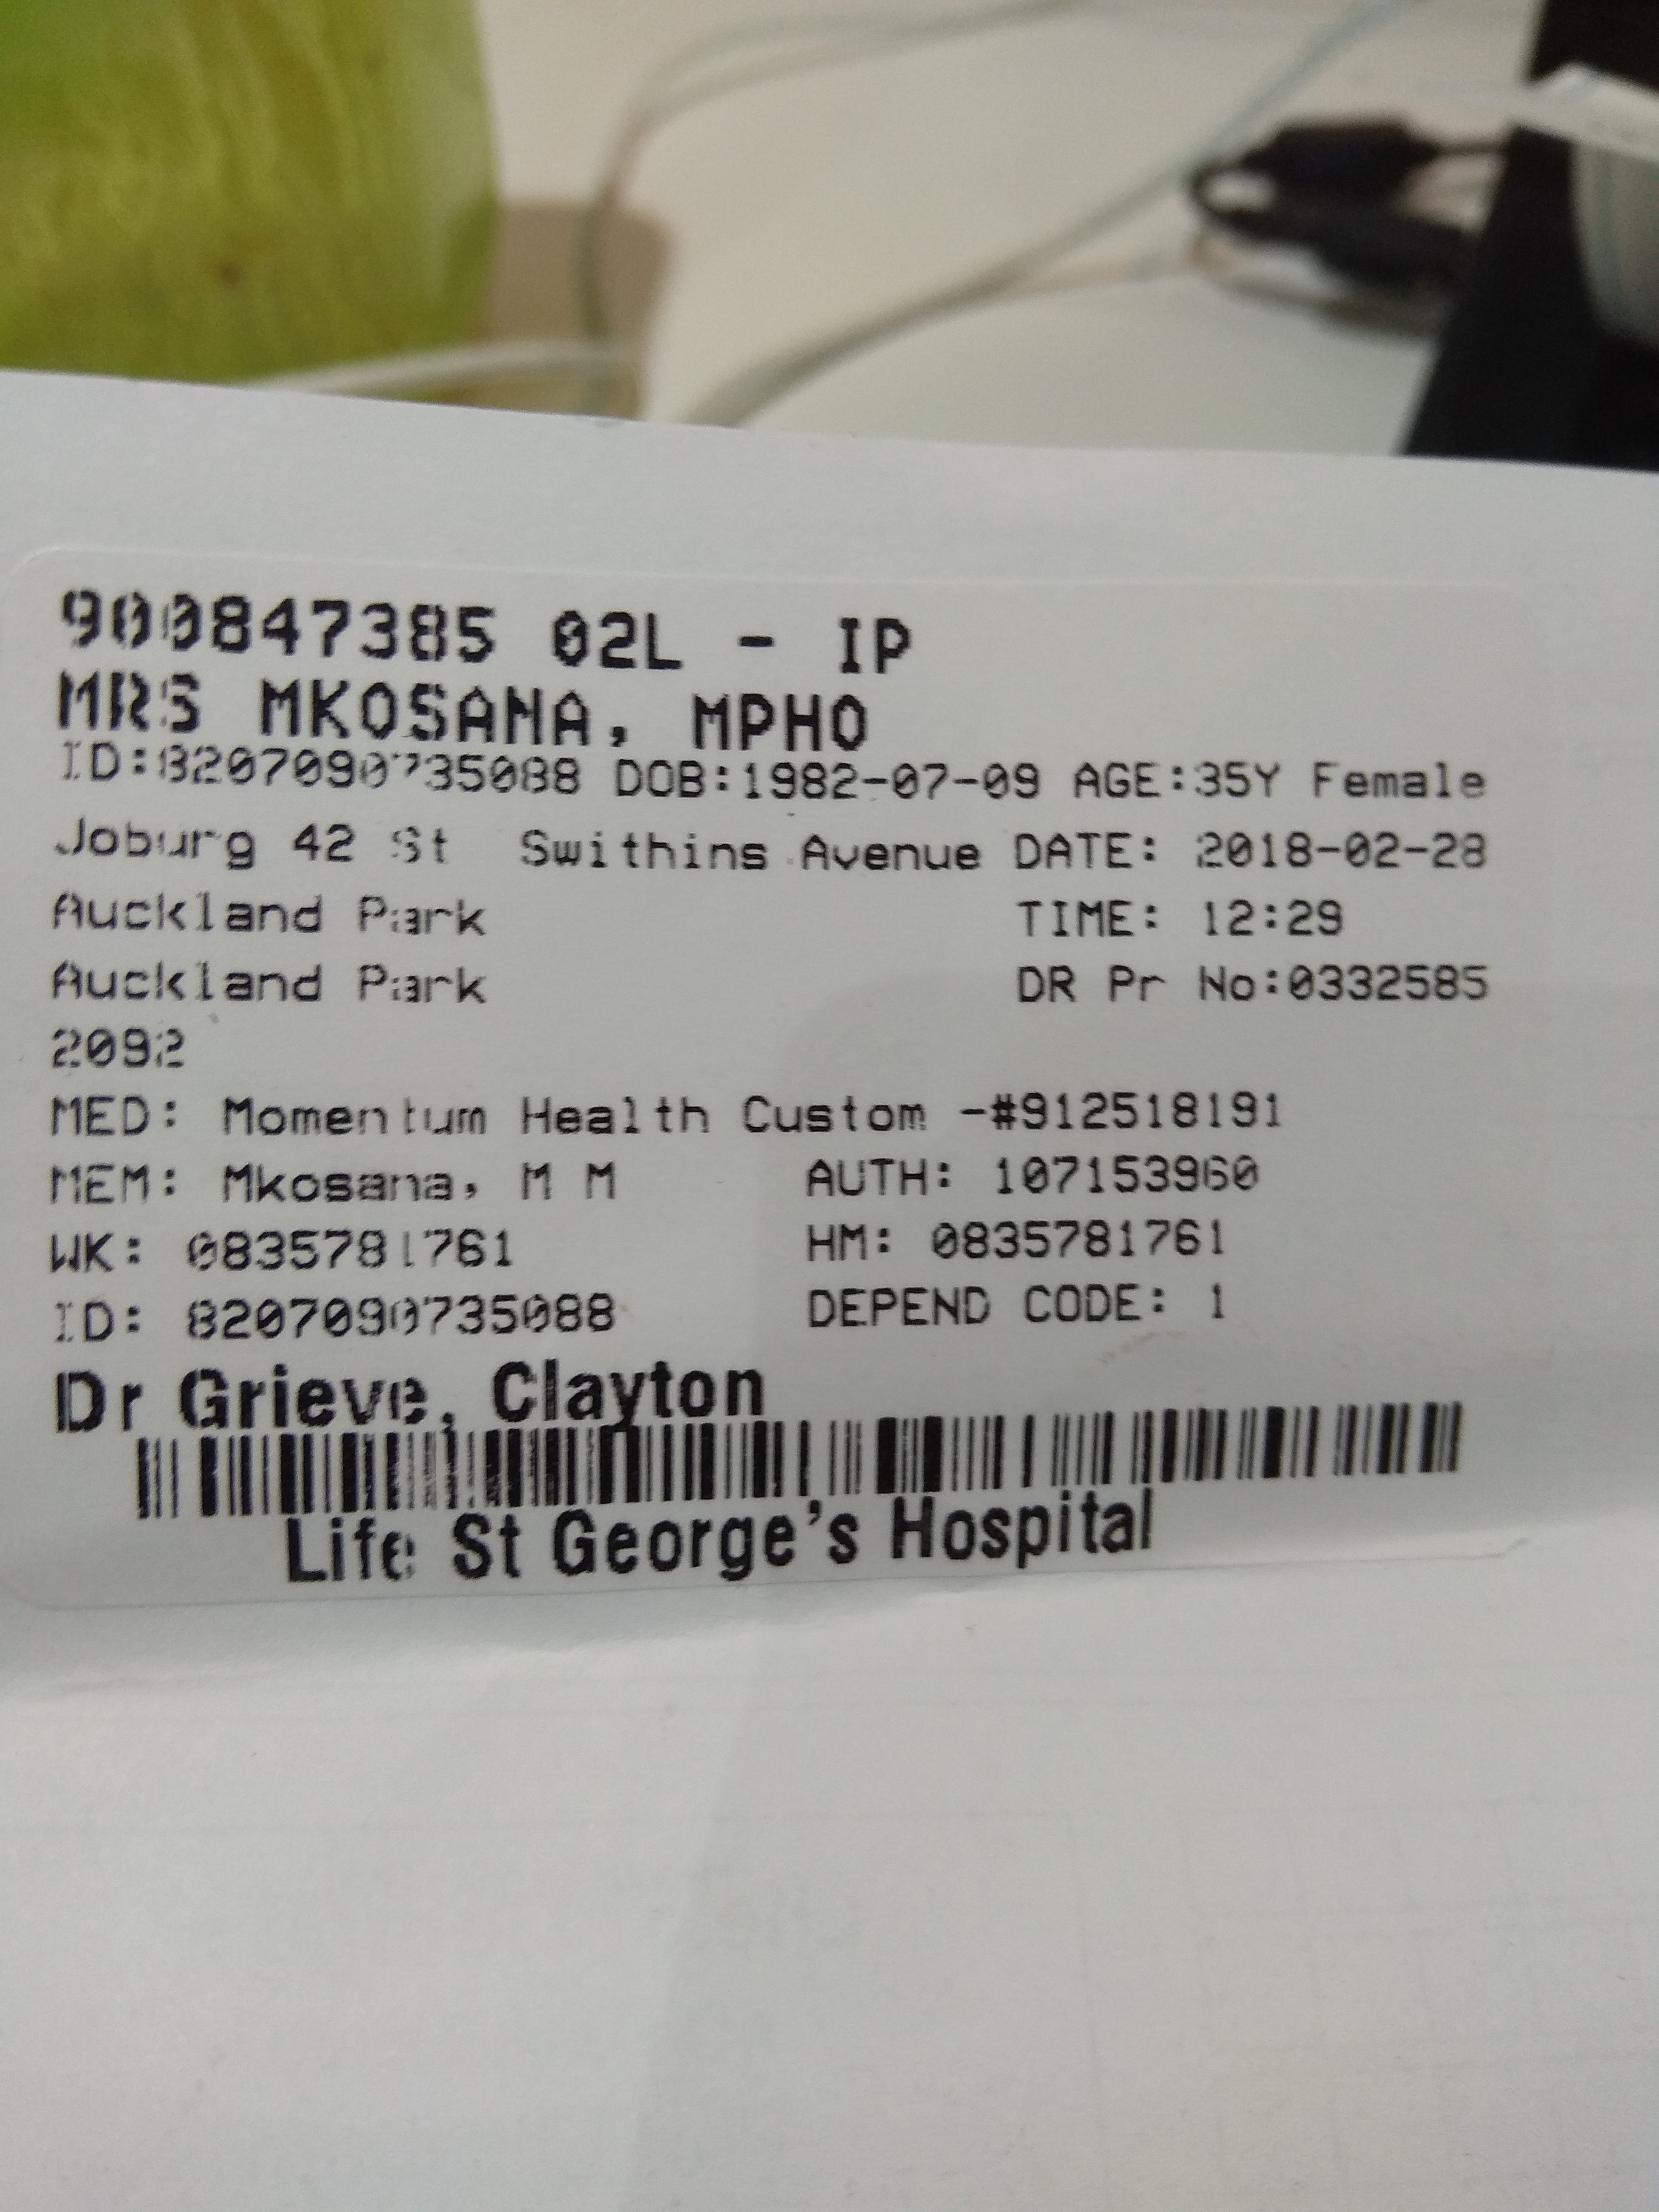 900847385 02L - IP
MRS MKOSANA, MPHO
ID:8207090735088 DOB:1982-07-09 AGE:35Y Female
Joburg 42 St Swithins Avenue DATE: 2018-02-28
Auckland Park TIME: 12:29
Auckland Park DR Pr No:0332585
2092
MED: Momentum Health Custom -#912518191
MEM: Mkosana, M M AUTH: 107153960
WK: 0835781761 HM: 0835781761
ID: 8207090735088 DEPEND CODE: 1
Dr Grieve, Clayton
Life St George's Hospital